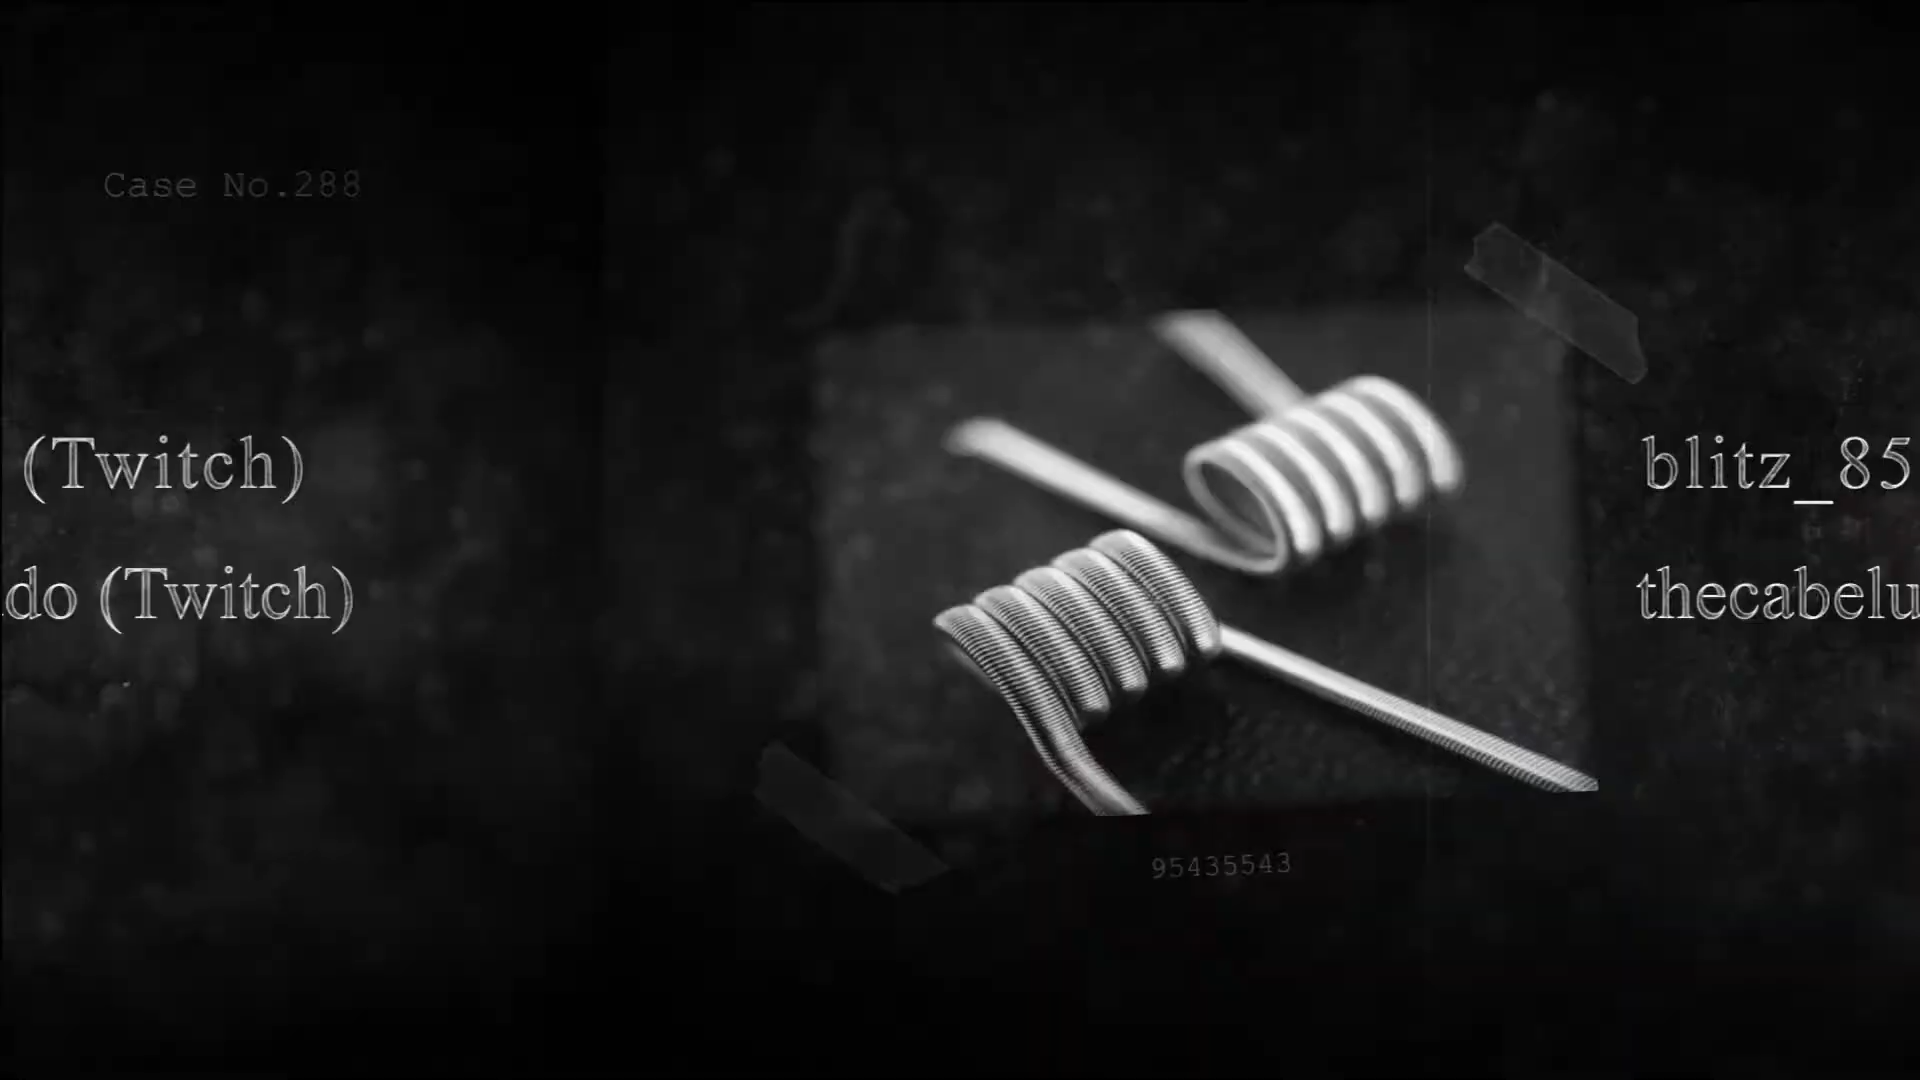 Case No.288
(Twitch)
do (Twitch)
blitz_85
thecabelu
95435543